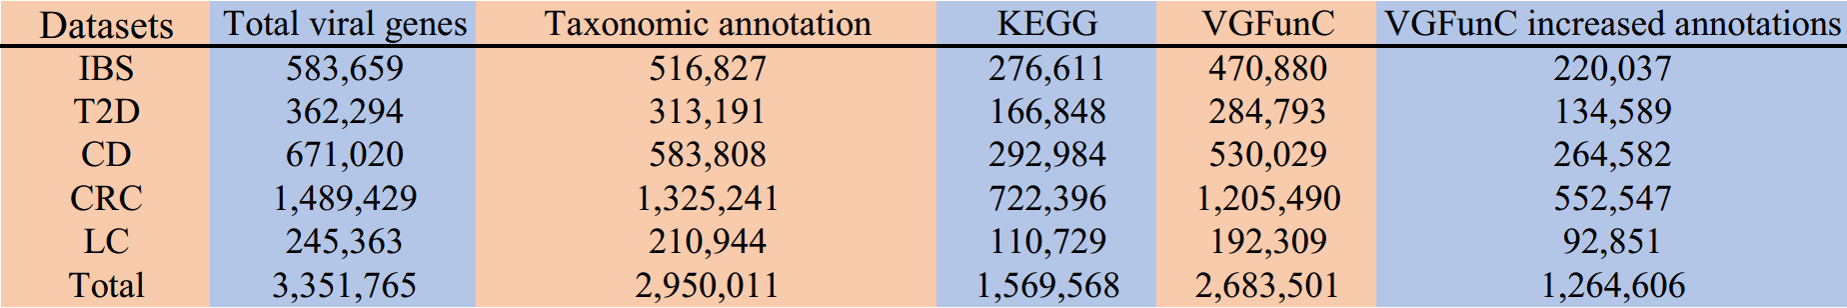 Datasets Total viral genes Taxonomic annotation KEGG VGFunC VGFunC increased annotations
IBS 583,659 516,827 276,611 470,880 220,037
T2D 362,294 313,191 166,848 284,793 134,589
CD 671,020 583,808 292,984 530,029 264,582
CRC 1,489,429 1,325,241 722,396 1,205,490 552,547
LC 245,363 210,944 110,729 192,309 92,851
Total 3,351,765 2,950,011 1,569,568 2,683,501 1,264,606